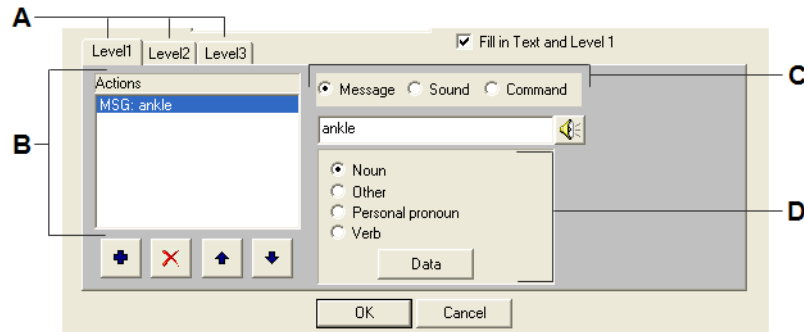 A
Fill in Text and Level 1
Level1 Level2 Level3
Actions
C
Message Sound Command
MSG: ankle
B
ankle
Noun
Other
Personal pronoun
D
Verb
Data
OK Cancel